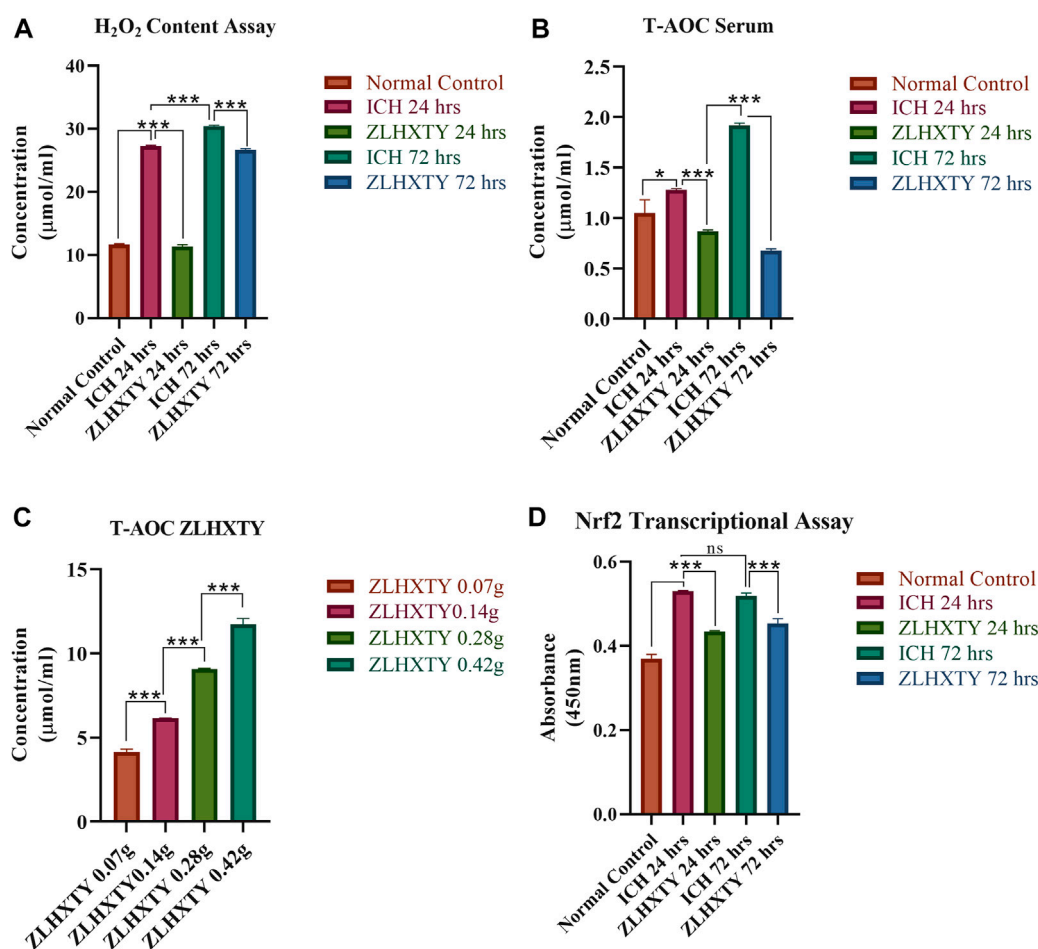 A
H₂O₂ Content Assay
Concentration
(μmol/ml)
40
30
20
10
0
***
***
***
Normal Control
ICH 24 hrs
ZLHXTY 24 hrs
ICH 72 hrs
ZLHXTY 72 hrs
Normal Control
ICH 24 hrs
ZLHXTY 24 hrs
ICH 72 hrs
ZLHXTY 72 hrs
B
T-AOC Serum
Concentration
(μmol/ml)
2.5
2.0
1.5
1.0
0.5
0.0
*
***
***
Normal Control
ICH 24 hrs
ZLHXTY 24 hrs
ICH 72 hrs
ZLHXTY 72 hrs
Normal Control
ICH 24 hrs
ZLHXTY 24 hrs
ICH 72 hrs
ZLHXTY 72 hrs
C
T-AOC ZLHXTY
Concentration
(μmol/ml)
15
10
5
0
***
***
***
ZLHXTY 0.07g
ZLHXTY0.14g
ZLHXTY 0.28g
ZLHXTY 0.42g
ZLHXTY 0.07g
ZLHXTY0.14g
ZLHXTY 0.28g
ZLHXTY 0.42g
D
Nrf2 Transcriptional Assay
Absorbance
(450nm)
0.6
0.4
0.2
0.0
ns
***
***
Normal Control
ICH 24 hrs
ZLHXTY 24 hrs
ICH 72 hrs
ZLHXTY 72 hrs
Normal Control
ICH 24 hrs
ZLHXTY 24 hrs
ICH 72 hrs
ZLHXTY 72 hrs